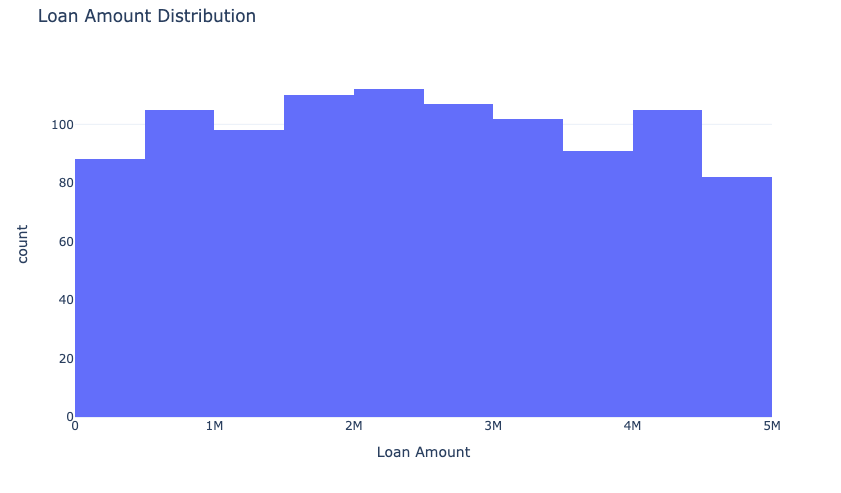 Loan Amount Distribution
100
80
60
40
20
0
count
0 1M 2M 3M 4M 5M
Loan Amount